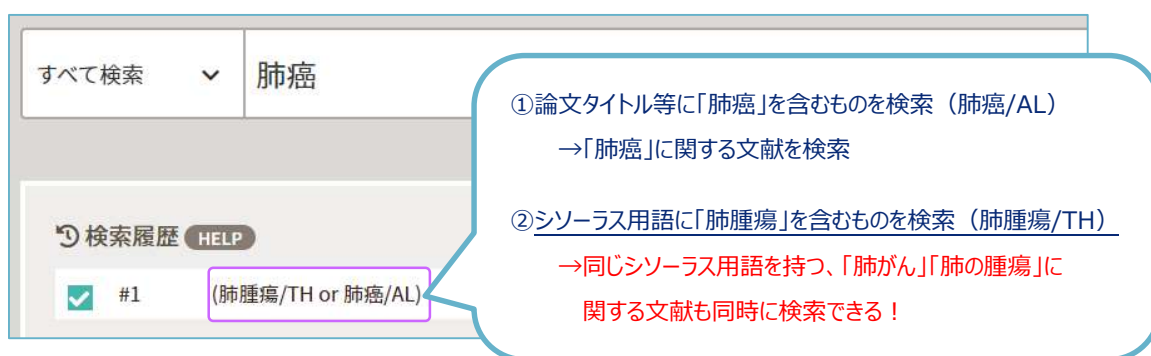 すべて検索
肺癌
①論文タイトル等に「肺癌」を含むものを検索（肺癌/AL）
→「肺癌」に関する文献を検索
②シソーラス用語に「肺腫瘍」を含むものを検索（肺腫瘍/TH）
→同じシソーラス用語を持つ、「肺がん」「肺の腫瘍」に
関する文献も同時に検索できる！
検索履歴 HELP
#1 (肺腫瘍/TH or 肺癌/AL)